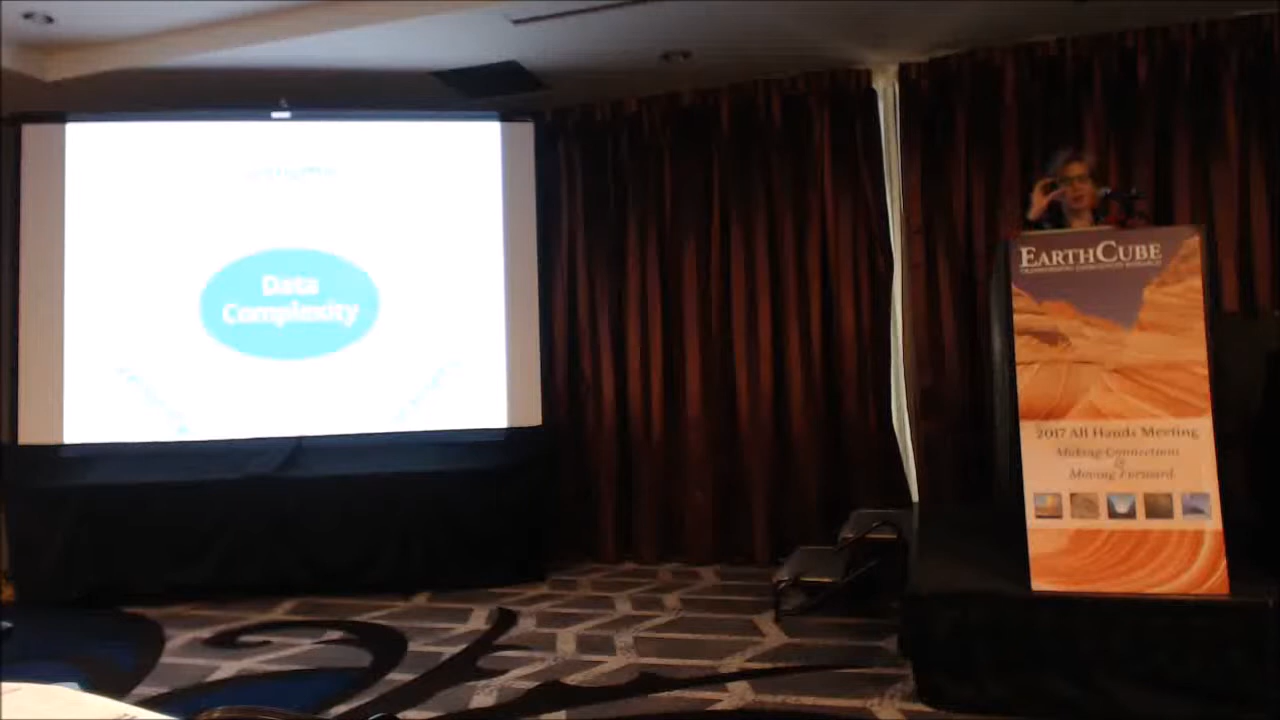 Data
Complexity
EARTHCUBE
2017 All Hands Meeting
Making Connections
&
Moving Forward